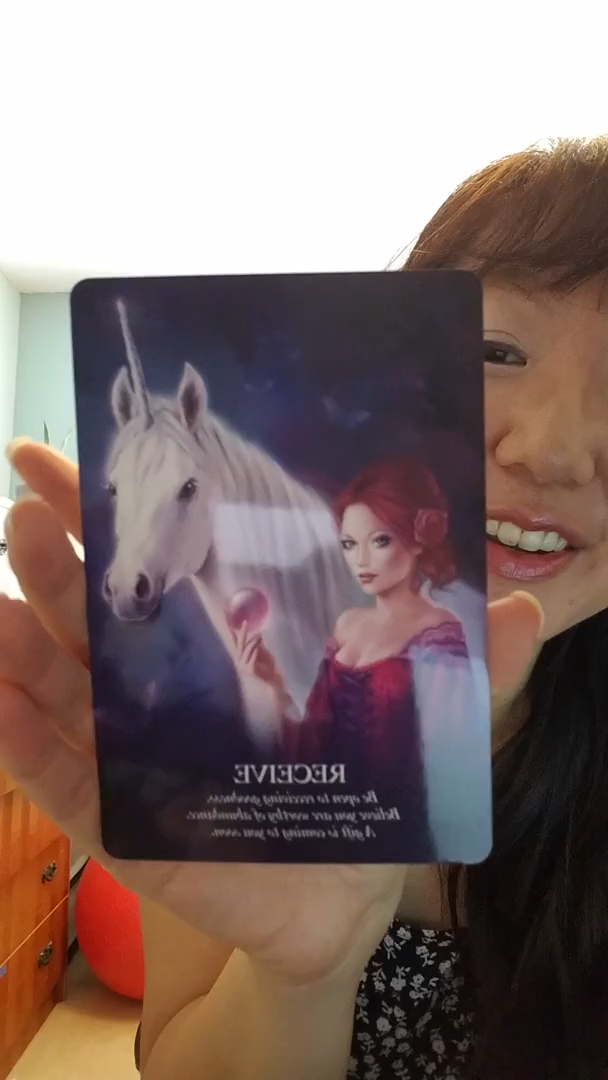 RECEIVE
Be open to receiving goodness.
Believe you are worthy of abundance.
A gift is coming to you soon.